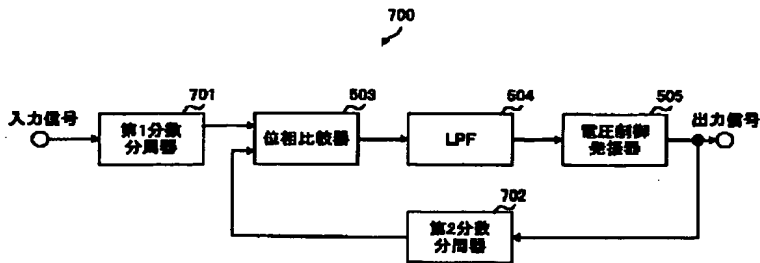 700
入力信号
701
第1分数
分周器
503
位相比較器
504
LPF
505
電圧制御
発振器
出力信号
702
第2分数
分周器